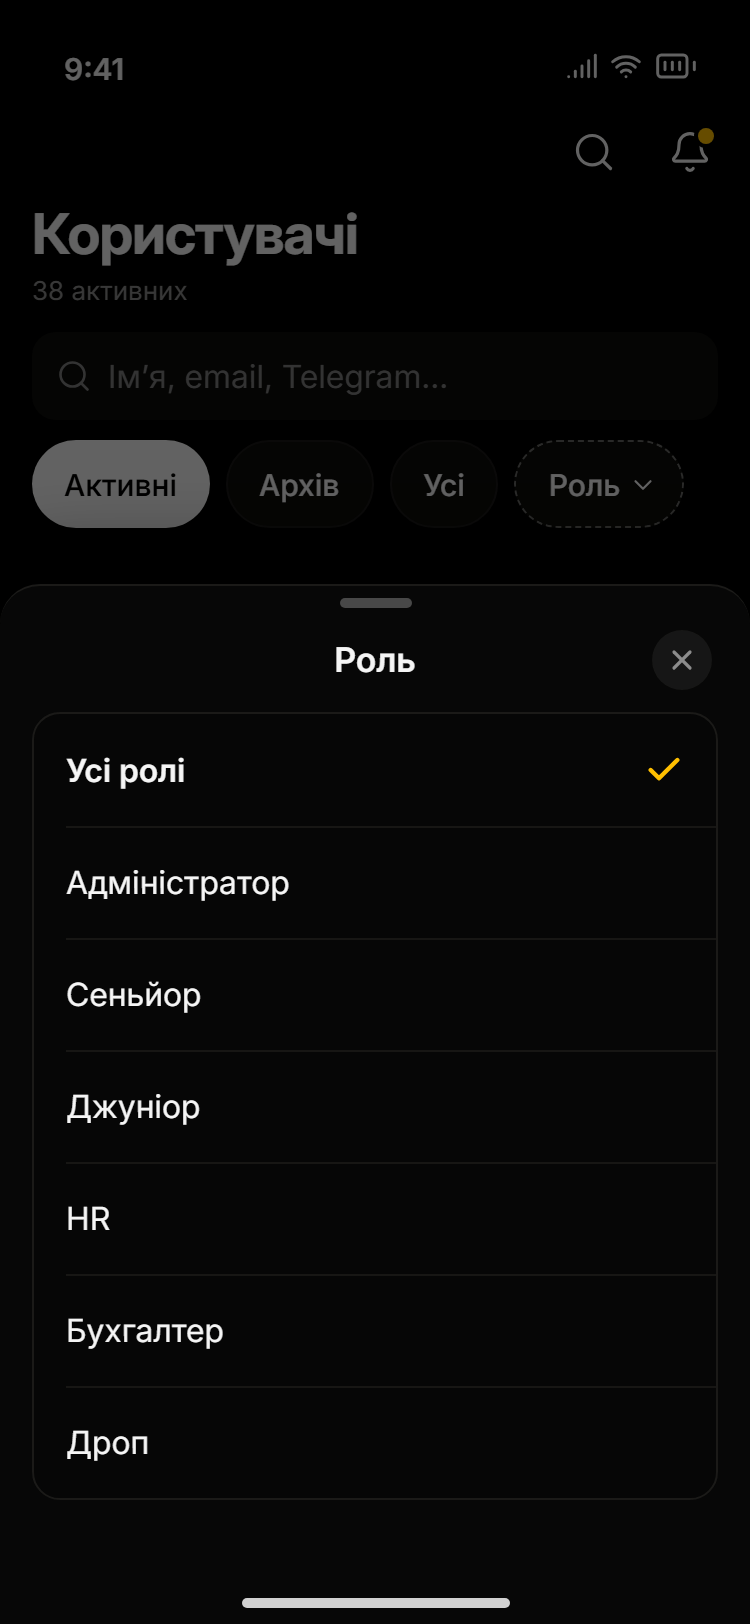 9:41
Користувачі
38 активних
Ім’я, email, Telegram...
Активні
Архів
Усі
Роль
Роль
Усі ролі
Адміністратор
Сеньйор
Джуніор
HR
Бухгалтер
Дроп